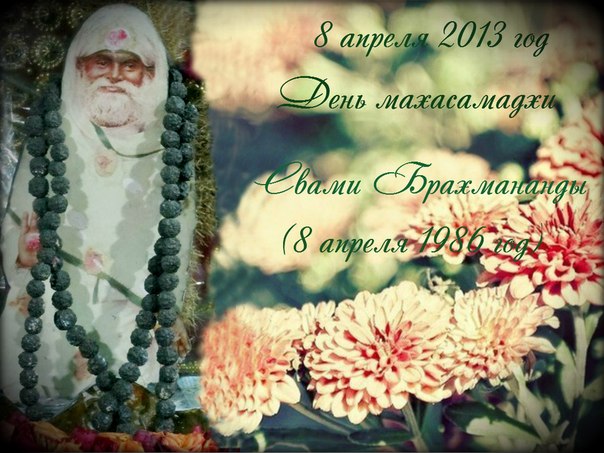 8 апреля 2013 год
День махасамадхи
Свами Брахмананды
(8 апреля 1986 год)